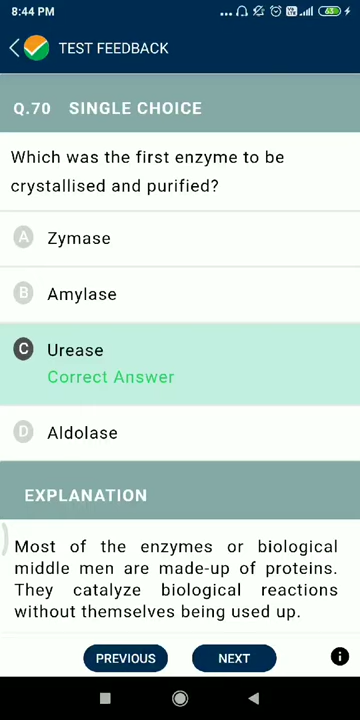 8:44 PM
63
TEST FEEDBACK
Q.70 SINGLE CHOICE
Which was the first enzyme to be
crystallised and purified?
A Zymase
B Amylase
C Urease
Correct Answer
D Aldolase
EXPLANATION
Most of the enzymes or biological
middle men are made-up of proteins.
They catalyze biological reactions
without themselves being used up.
PREVIOUS NEXT